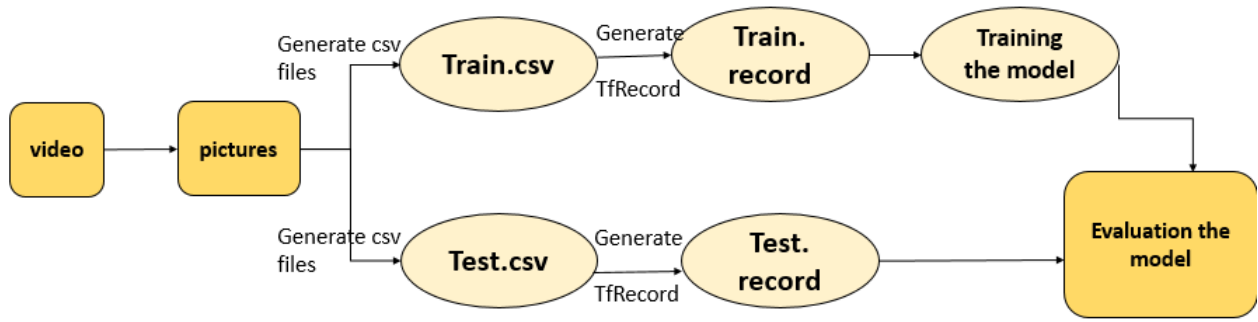 video
pictures
Generate csv
files
Train.csv
Generate
TfRecord
Train.
record
Training
the model
Generate csv
files
Test.csv
Generate
TfRecord
Test.
record
Evaluation the
model